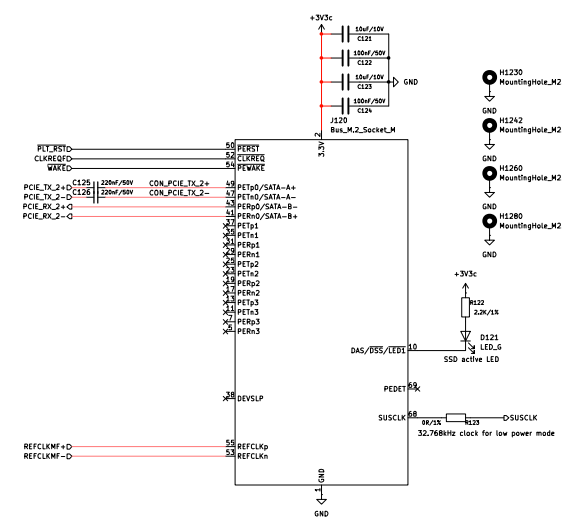 +3V3c
10uF/10V
C121
100nF/50V
C122
10uF/10V
C123
100nF/50V
C124
GND
J120
Bus_M.2_Socket_M
2
3.3V
H1230
MountingHole_M2
GND
H1242
MountingHole_M2
GND
H1260
MountingHole_M2
GND
H1280
MountingHole_M2
GND
PLT_RST 50 PERST
CLKREQF 52 CLKREQ
WAKE 54 PEWAKE
C125 220nF/50V CON_PCIE_TX_2+
PCIE_TX_2+ 49 PETp0/SATA-A+
C126 220nF/50V CON_PCIE_TX_2-
PCIE_TX_2- 47 PETn0/SATA-A-
PCIE_RX_2+ 43 PERp0/SATA-B-
PCIE_RX_2- 41 PERn0/SATA-B+
37 PETp1
35 PETn1
31 PERp1
29 PERn1
25 PETp2
23 PETn2
19 PERp2
17 PERn2
13 PETp3
11 PETn3
7 PERp3
5 PERn3
+3V3c
R122
2.2K/1%
D121
LED_G
DAS/DSS/LED1 10
SSD active LED
PEDET 69
38 DEVSLP
SUSCLK 68
0R/1% R123
SUSCLK
32.768kHz clock for low power mode
REFCLKMF+ 55 REFCLKp
REFCLKMF- 53 REFCLKn
GND
1
GND